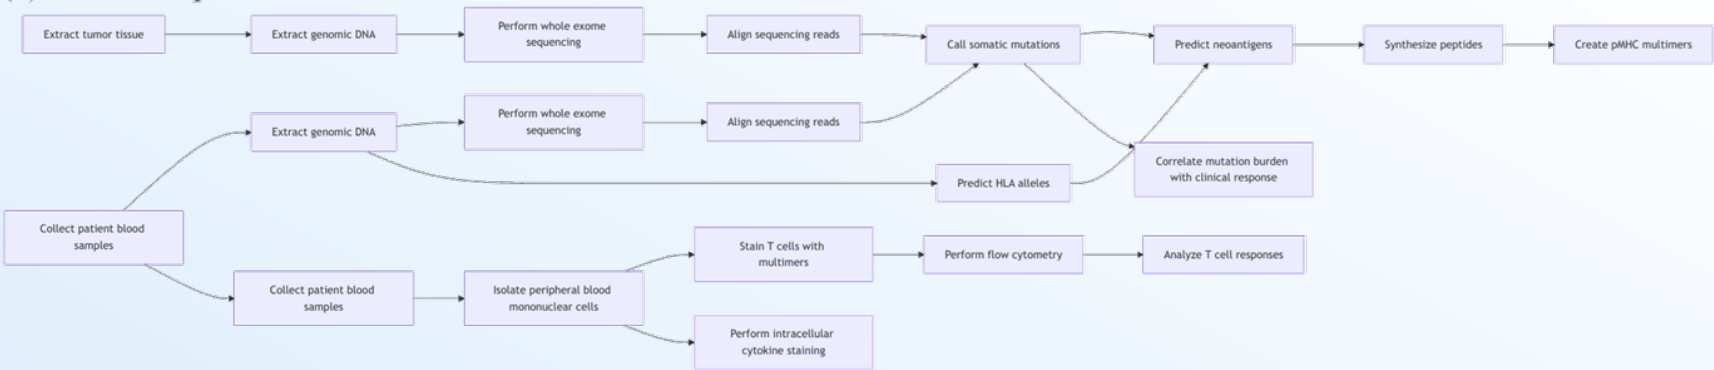 Extract tumor tissue
Extract genomic DNA
Perform whole exome
sequencing
Align sequencing reads
Call somatic mutations
Predict neoantigens
Synthesize peptides
Create pMHC multimers
Extract genomic DNA
Perform whole exome
sequencing
Align sequencing reads
Predict HLA alleles
Correlate mutation burden
with clinical response
Collect patient blood
samples
Collect patient blood
samples
Isolate peripheral blood
mononuclear cells
Stain T cells with
multimers
Perform flow cytometry
Analyze T cell responses
Perform intracellular
cytokine staining